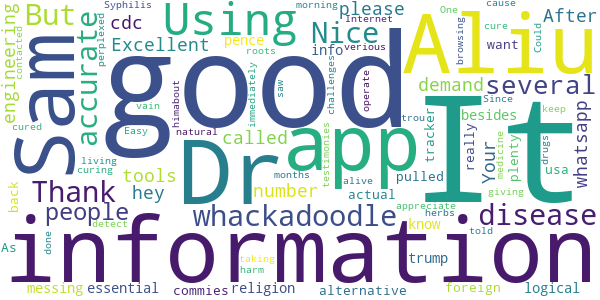 Syphilis
morning
Internet
One
cause
But
cdc
Using
Nice
please
After
Aliu
cure
Could
contacted
perplexed
roots
saw
info
want
verious
browsing
engineering
accurate
Excellent
pence
immediately
challenges
operate
demand
several
Sam
good
It
cured
vain
himabout
Easy
natural
called
testimonies
app
trou
tracker
besides
really
Since
whatsapp
keep
living
curing
tools
Dr
months
alive
pulled
Your
medicine
plenty
drugs
usa
back
Thank
hey
number
actual
appreciate
giving
people
whackadoodle
herbs
know
told
disease
As
done
detect
information
taking
harm
trump
messing
essential
commies
religion
alternative
foreign
logical